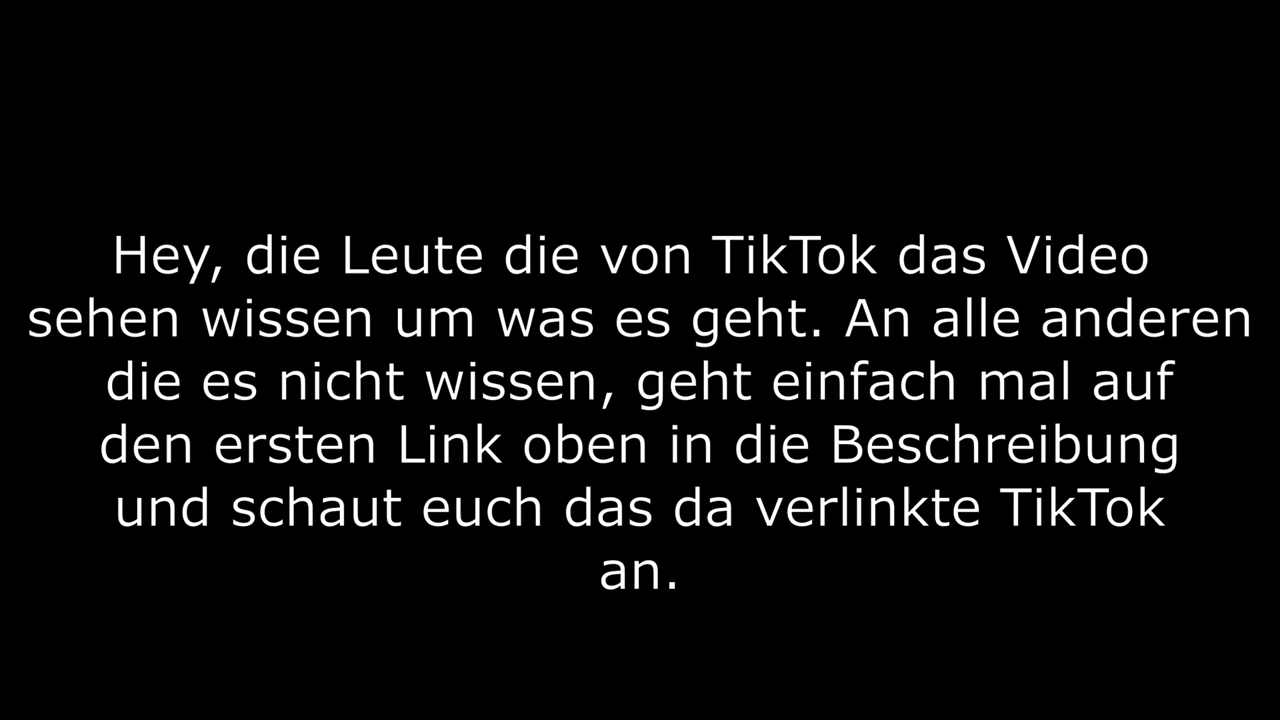 Hey, die Leute die von TikTok das Video
sehen wissen um was es geht. An alle anderen
die es nicht wissen, geht einfach mal auf
den ersten Link oben in die Beschreibung
und schaut euch das da verlinkte TikTok
an.